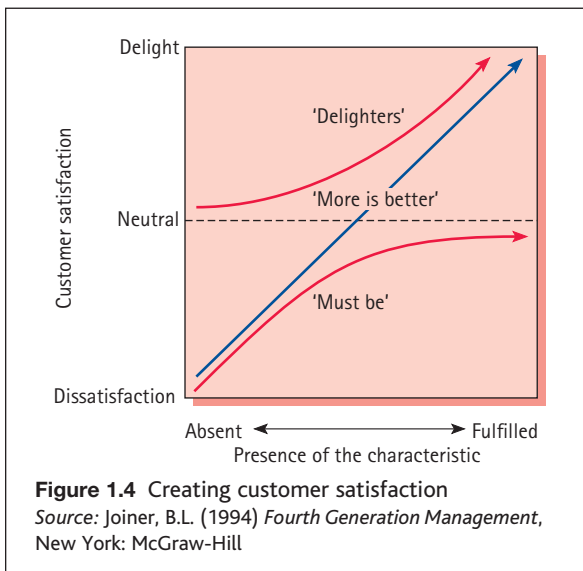 Delight
'Delighters'
Customer satisfaction
'More is better'
Neutral
'Must be'
Dissatisfaction
Absent Fulfilled
Presence of the characteristic
Figure 1.4 Creating customer satisfaction
Source: Joiner, B.L. (1994) Fourth Generation Management,
New York: McGraw-Hill